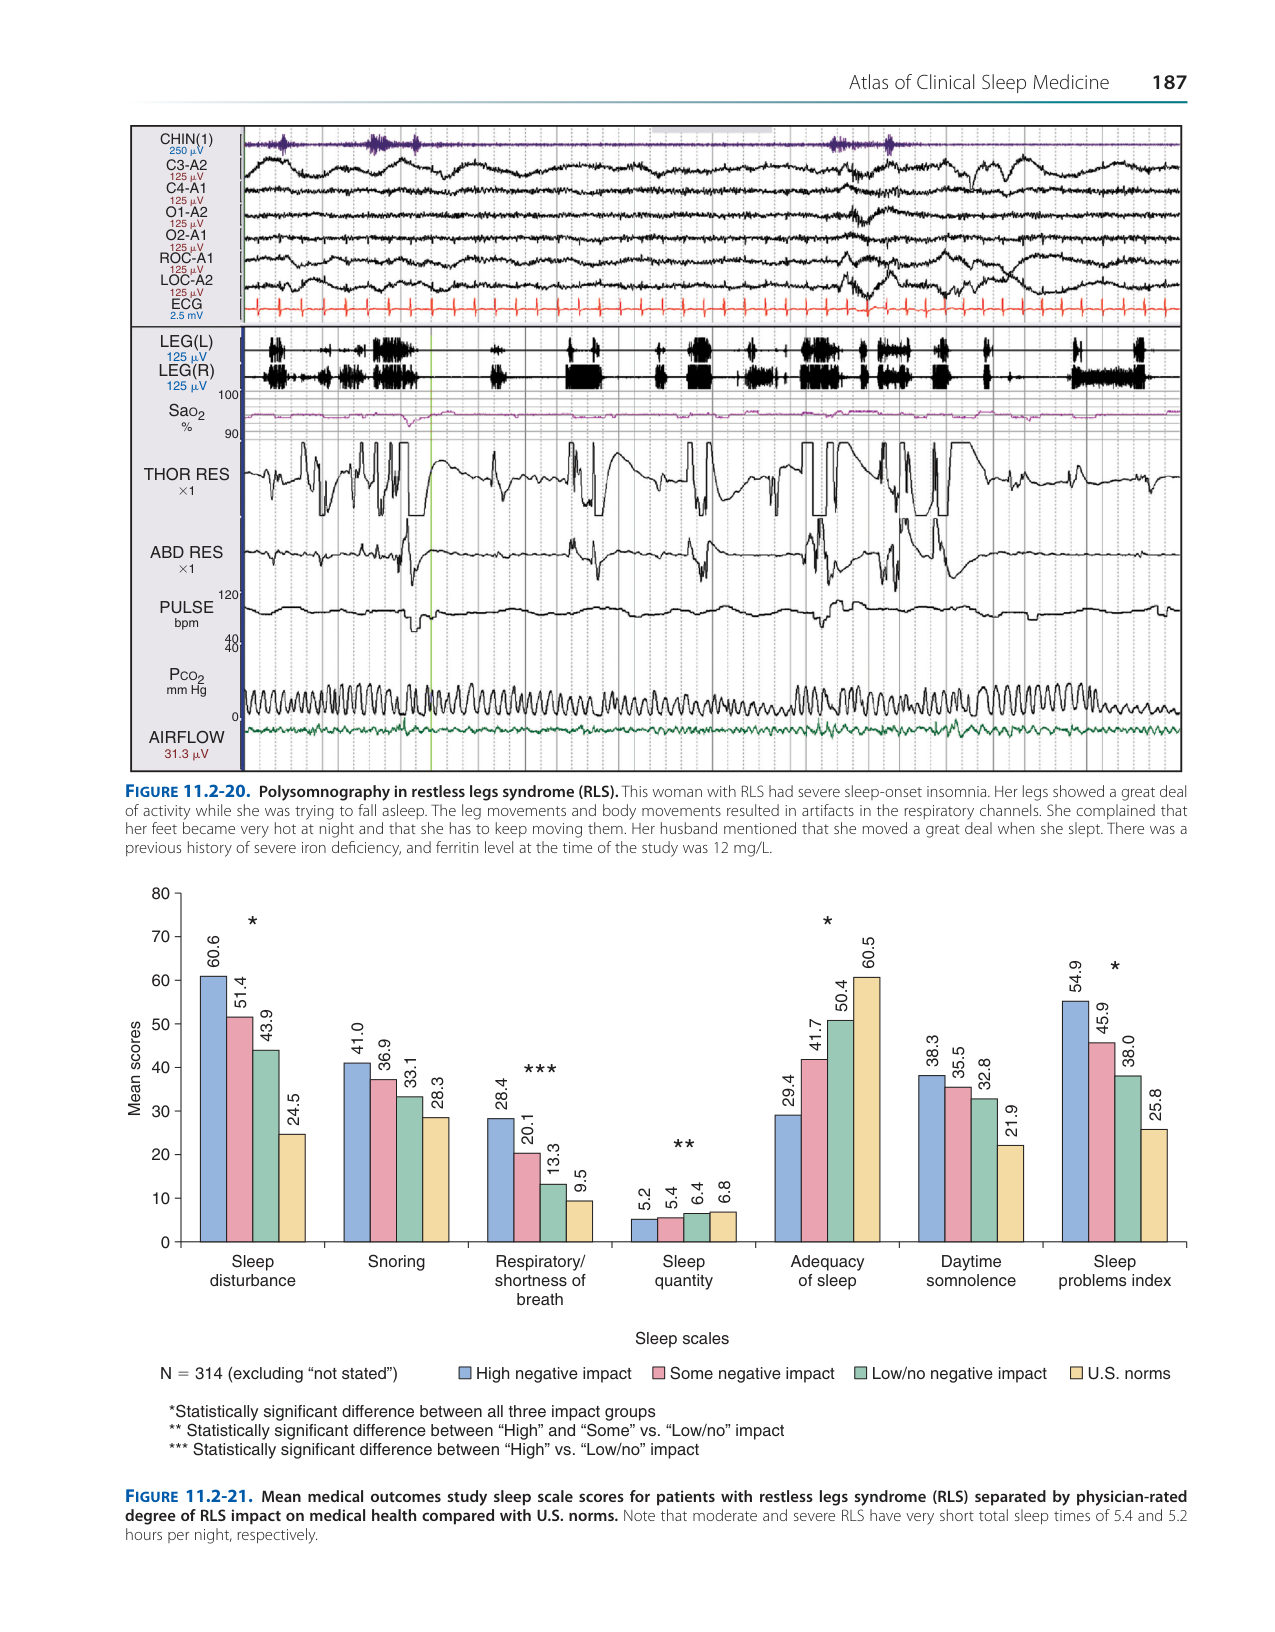 Atlas of Clinical Sleep Medicine 187
CHIN(1)
250 µV
C3-A2
125 µV
C4-A1
125 µV
O1-A2
125 µV
O2-A1
125 µV
ROC-A1
125 µV
LOC-A2
125 µV
ECG
2.5 mV
LEG(L)
125 µV
LEG(R)
125 µV
100
SaO2
%
90
THOR RES
×1
ABD RES
×1
120
PULSE
bpm
40
40
PCO2
mm Hg
0
AIRFLOW
31.3 µV
FIGURE 11.2-20. Polysomnography in restless legs syndrome (RLS). This woman with RLS had severe sleep-onset insomnia. Her legs showed a great deal
of activity while she was trying to fall asleep. The leg movements and body movements resulted in artifacts in the respiratory channels. She complained that
her feet became very hot at night and that she has to keep moving them. Her husband mentioned that she moved a great deal when she slept. There was a
previous history of severe iron deficiency, and ferritin level at the time of the study was 12 mg/L.
Mean scores
80
70
60
50
40
30
20
10
0
60.6
51.4
43.9
24.5
*
41.0
36.9
33.1
28.3
28.4
20.1
13.3
9.5
***
5.2
5.4
6.4
6.8
**
29.4
41.7
50.4
60.5
*
38.3
35.5
32.8
21.9
54.9
45.9
38.0
25.8
*
Sleep
disturbance
Snoring
Respiratory/
shortness of
breath
Sleep
quantity
Adequacy
of sleep
Daytime
somnolence
Sleep
problems index
Sleep scales
N = 314 (excluding “not stated”) High negative impact Some negative impact Low/no negative impact U.S. norms
*Statistically significant difference between all three impact groups
** Statistically significant difference between “High” and “Some” vs. “Low/no” impact
*** Statistically significant difference between “High” vs. “Low/no” impact
FIGURE 11.2-21. Mean medical outcomes study sleep scale scores for patients with restless legs syndrome (RLS) separated by physician-rated
degree of RLS impact on medical health compared with U.S. norms. Note that moderate and severe RLS have very short total sleep times of 5.4 and 5.2
hours per night, respectively.